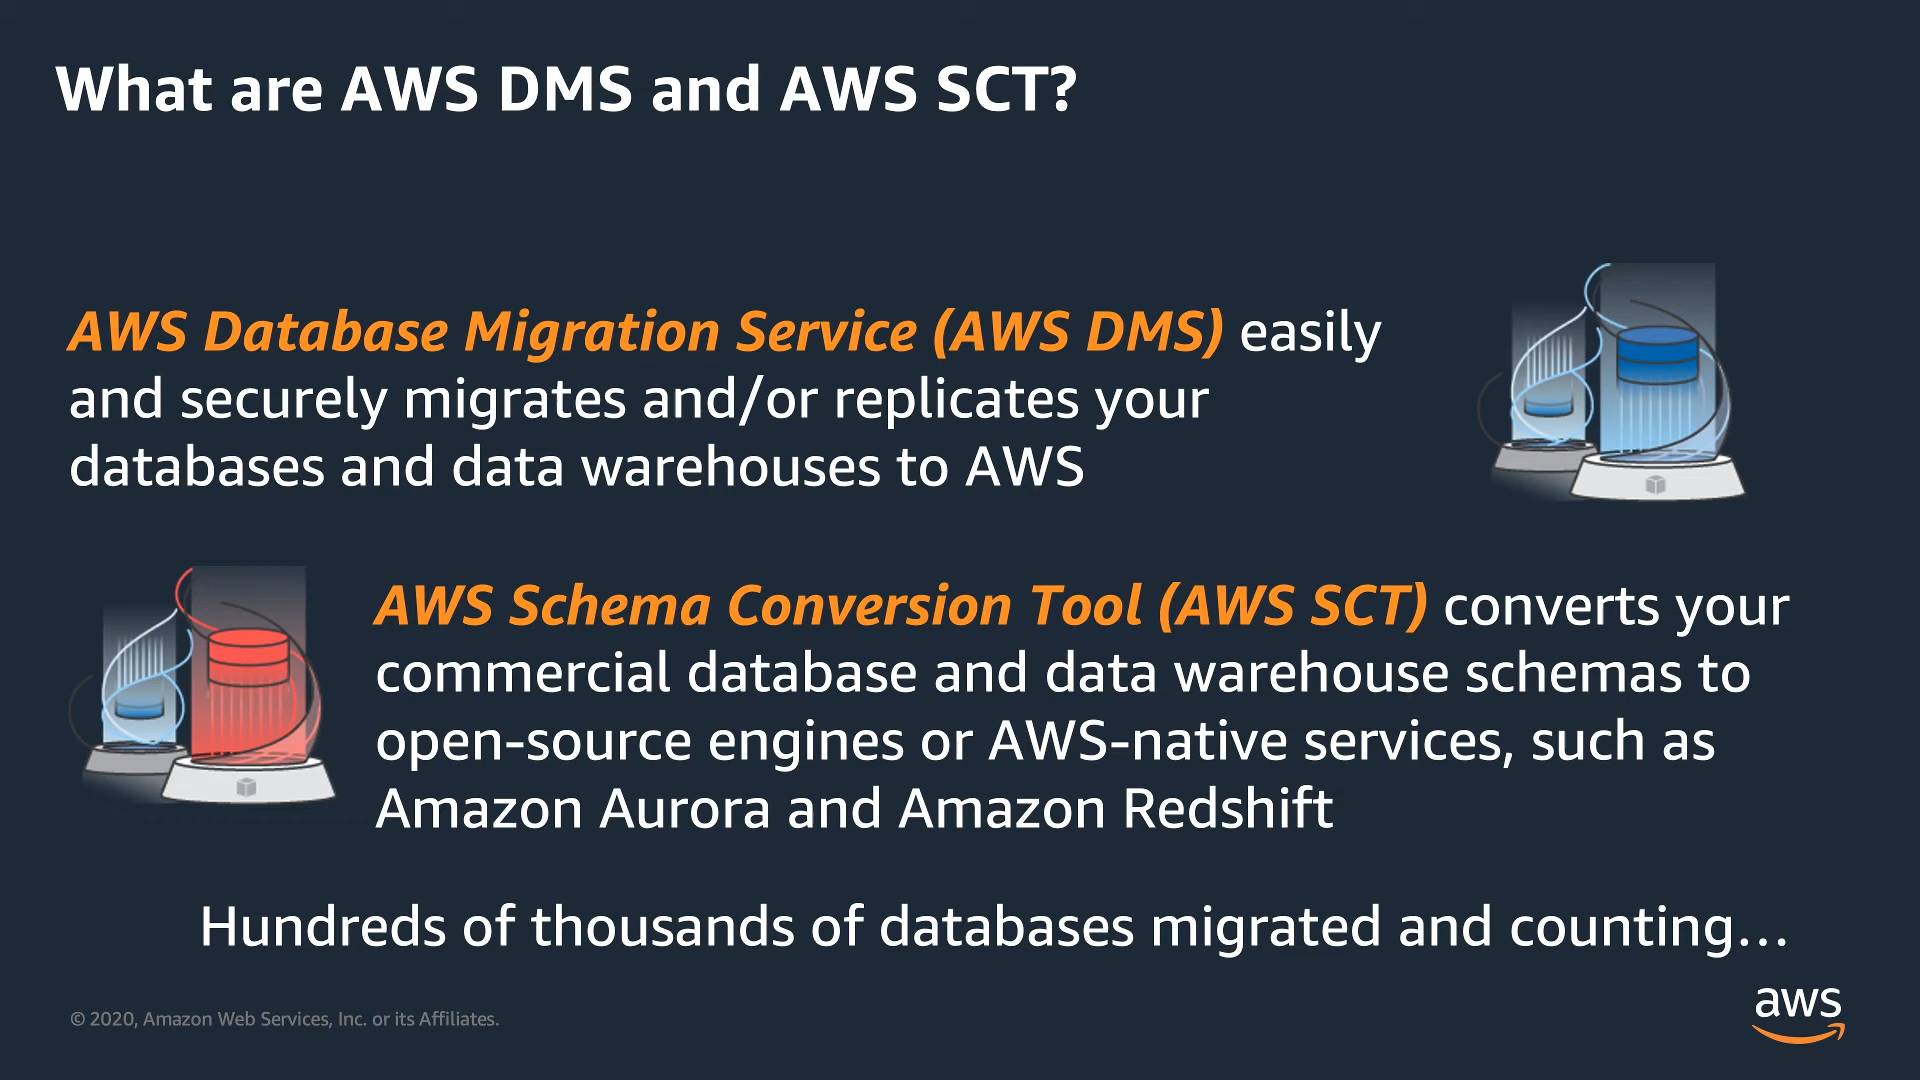 What are AWS DMS and AWS SCT?
AWS Database Migration Service (AWS DMS) easily
and securely migrates and/or replicates your
databases and data warehouses to AWS
AWS Schema Conversion Tool (AWS SCT) converts your
commercial database and data warehouse schemas to
open-source engines or AWS-native services, such as
Amazon Aurora and Amazon Redshift
Hundreds of thousands of databases migrated and counting…
© 2020, Amazon Web Services, Inc. or its Affiliates.
aws